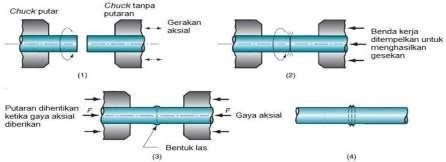 Chuck putar
Chuck tanpa
putaran
Gerakan
aksial
(1)
Benda kerja
ditempelkan untuk
menghasilkan
gesekan
(2)
Putaran dihentikan
ketika gaya aksial
diberikan
F
F
Gaya aksial
Bentuk las
(3)
(4)